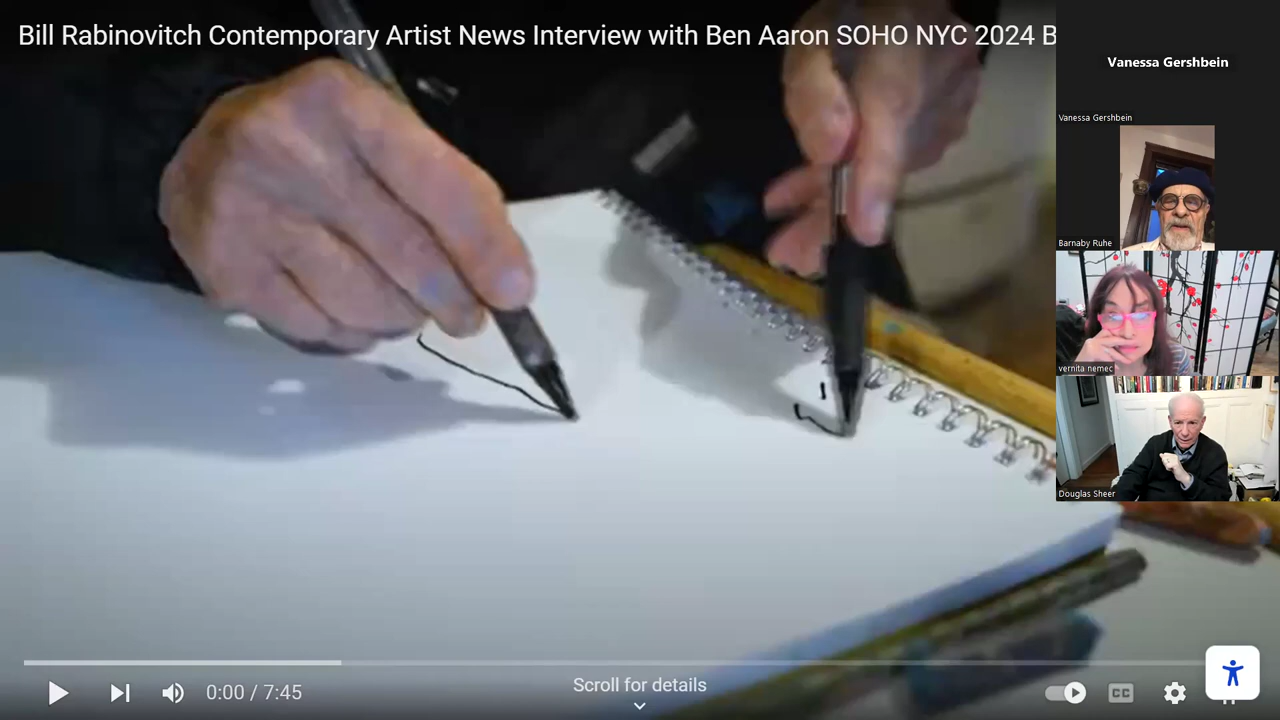 Bill Rabinovitch Contemporary Artist News Interview with Ben Aaron SOHO NYC 2024 B
Vanessa Gershbein
Vanessa Gershbein
Barnaby Ruhe
vernita nemec
Douglas Sheer
0:00 / 7:45
Scroll for details
CC